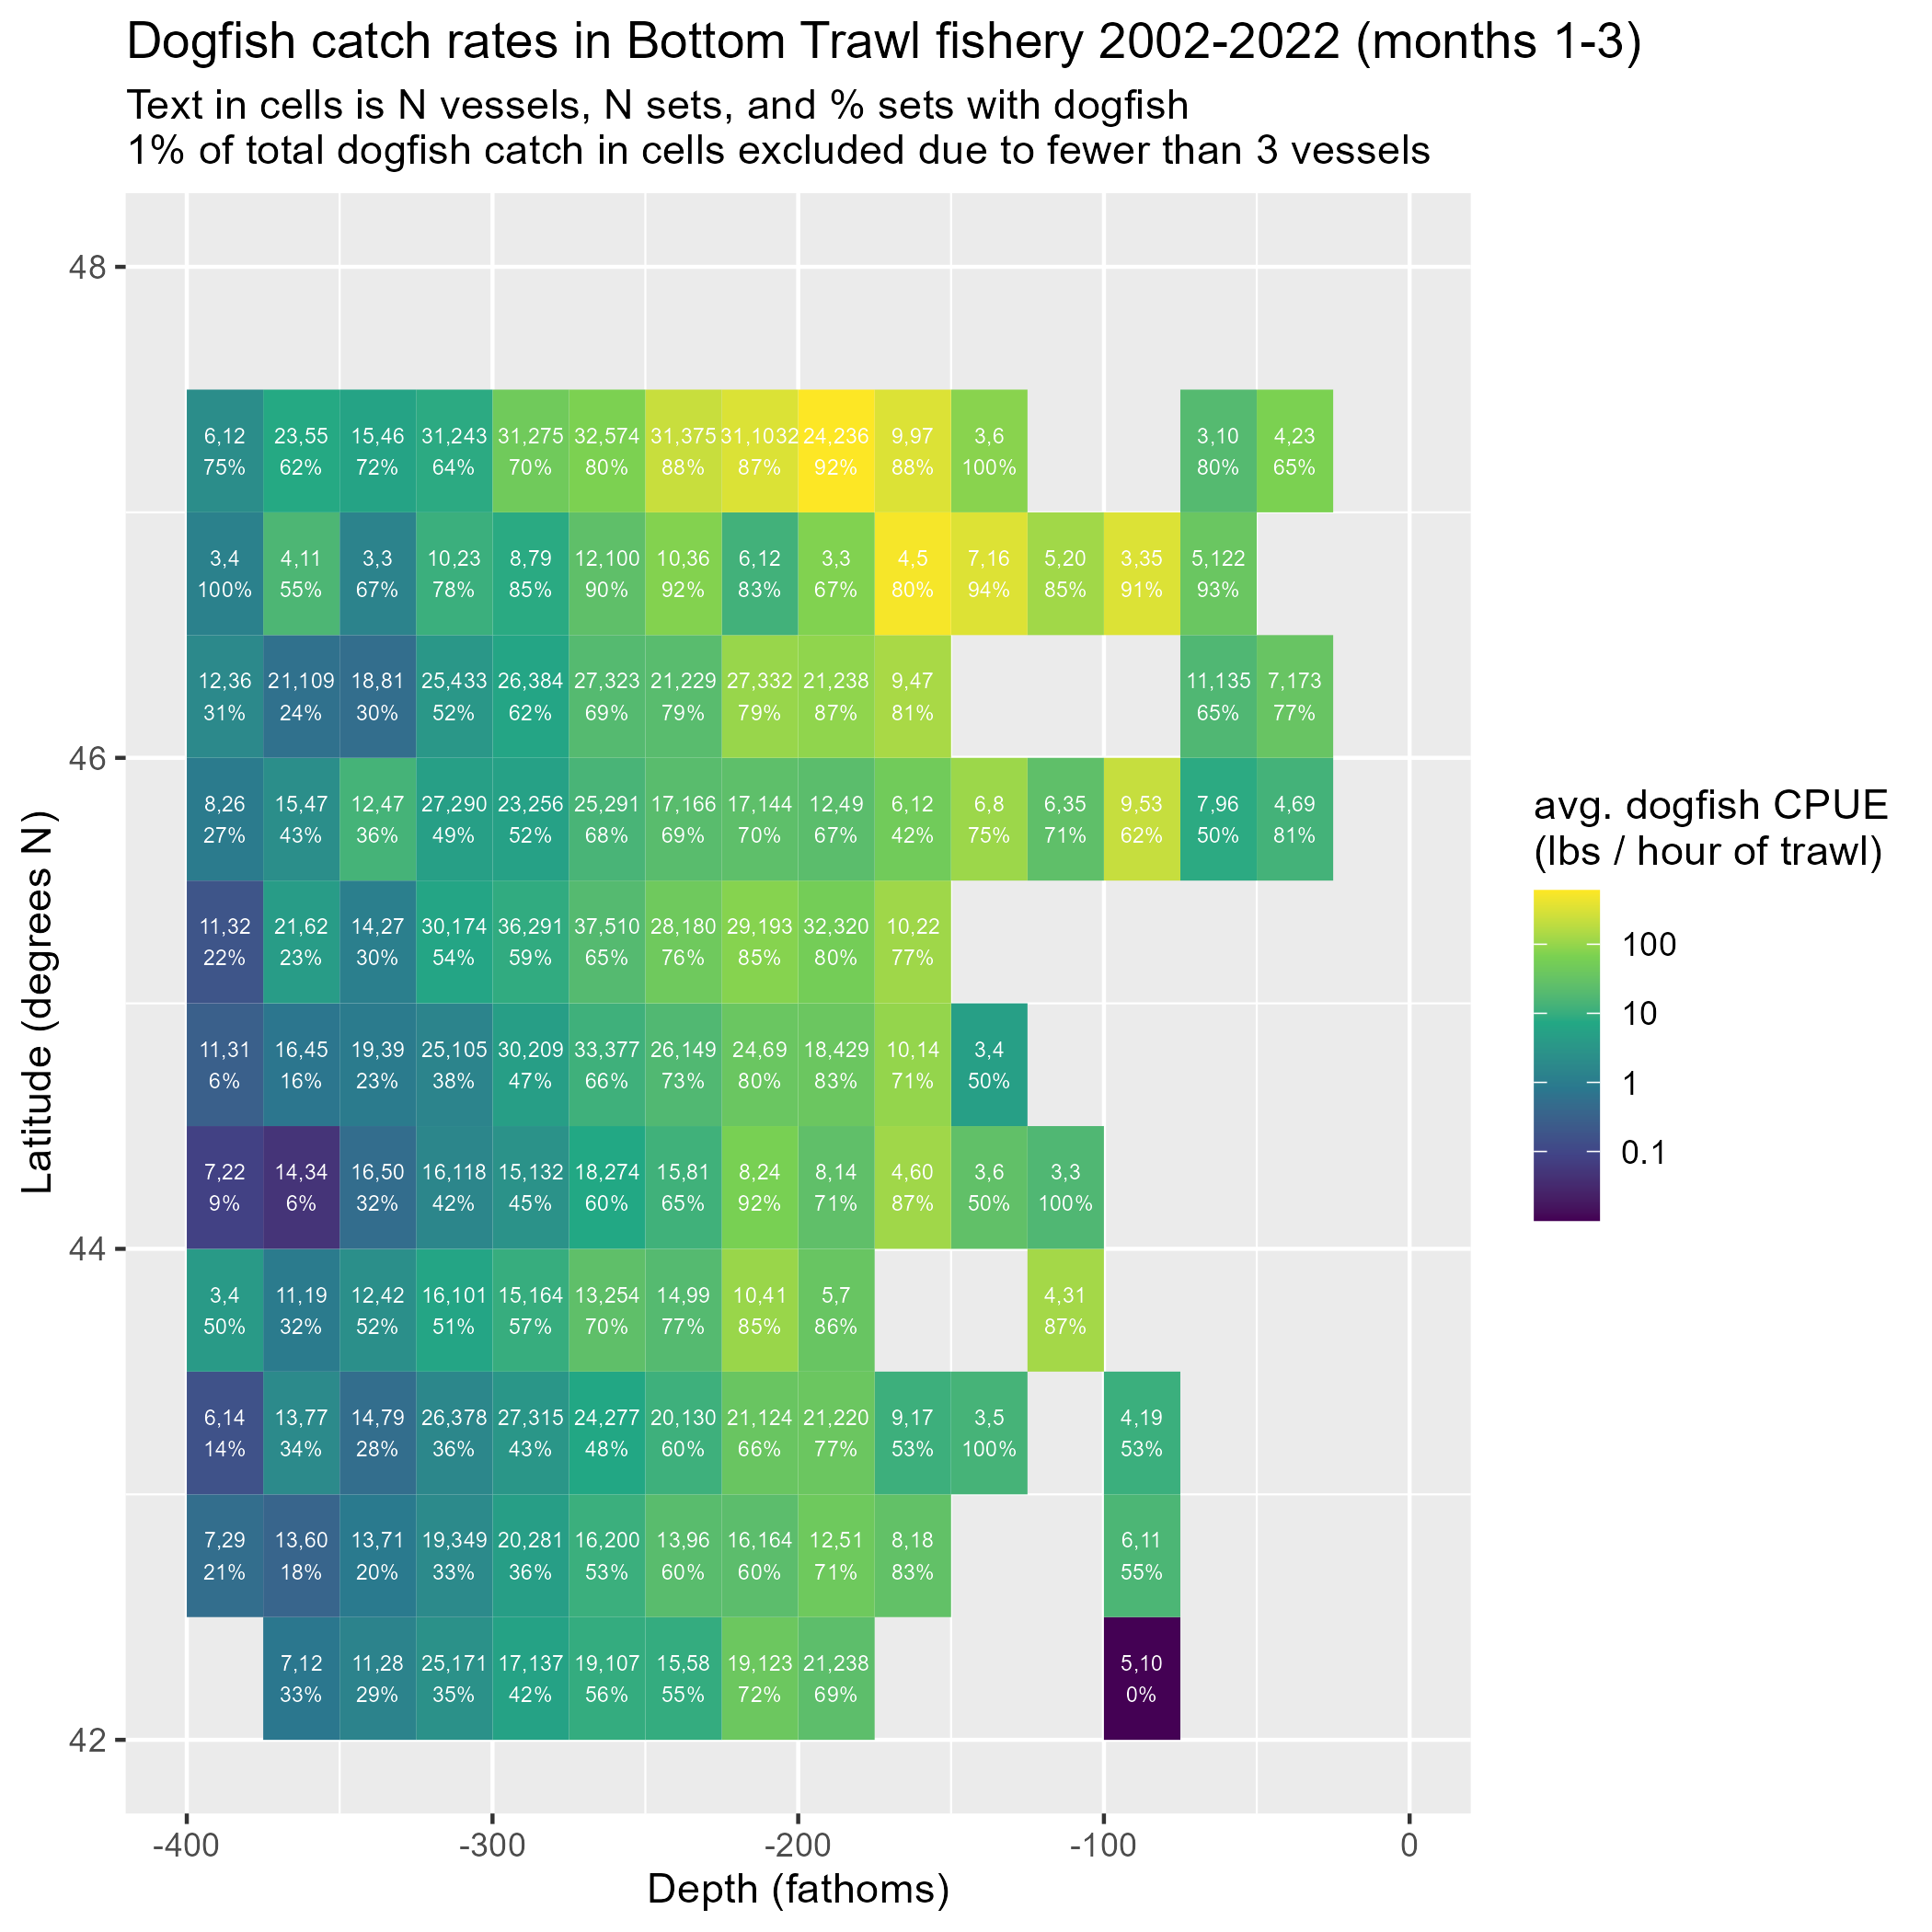 Dogfish catch rates in Bottom Trawl fishery 2002-2022 (months 1-3)
Text in cells is N vessels, N sets, and % sets with dogfish
1% of total dogfish catch in cells excluded due to fewer than 3 vessels
48
6,12 23,55 15,46 31,243 31,275 32,574 31,375 31,1032 24,236 9,97 3,6 3,10 4,23
75% 62% 72% 64% 70% 80% 88% 87% 92% 88% 100% 80% 65%
3,4 4,11 3,3 10,23 8,79 12,100 10,36 6,12 3,3 4,5 7,16 5,20 3,35 5,122
100% 55% 67% 78% 85% 90% 92% 83% 67% 80% 94% 85% 91% 93%
12,36 21,109 18,81 25,433 26,384 27,323 21,229 27,332 21,238 9,47 11,135 7,173
31% 24% 30% 52% 62% 69% 79% 79% 87% 81% 65% 77%
46
8,26 15,47 12,47 27,290 23,256 25,291 17,166 17,144 12,49 6,12 6,8 6,35 9,53 7,96 4,69
27% 43% 36% 49% 52% 68% 69% 70% 67% 42% 75% 71% 62% 50% 81%
11,32 21,62 14,27 30,174 36,291 37,510 28,180 29,193 32,320 10,22
22% 23% 30% 54% 59% 65% 76% 85% 80% 77%
11,31 16,45 19,39 25,105 30,209 33,377 26,149 24,69 18,429 10,14 3,4
6% 16% 23% 38% 47% 66% 73% 80% 83% 71% 50%
7,22 14,34 16,50 16,118 15,132 18,274 15,81 8,24 8,14 4,60 3,6 3,3
9% 6% 32% 42% 45% 60% 65% 92% 71% 87% 50% 100%
44
3,4 11,19 12,42 16,101 15,164 13,254 14,99 10,41 5,7 4,31
50% 32% 52% 51% 57% 70% 77% 85% 86% 87%
6,14 13,77 14,79 26,378 27,315 24,277 20,130 21,124 21,220 9,17 3,5 4,19
14% 34% 28% 36% 43% 48% 60% 66% 77% 53% 100% 53%
7,29 13,60 13,71 19,349 20,281 16,200 13,96 16,164 12,51 8,18 6,11
21% 18% 20% 33% 36% 53% 60% 60% 71% 83% 55%
7,12 11,28 25,171 17,137 19,107 15,58 19,123 21,238 5,10
33% 29% 35% 42% 56% 55% 72% 69% 0%
42
-400 -300 -200 -100 0
Depth (fathoms)
Latitude (degrees N)
avg. dogfish CPUE
(lbs / hour of trawl)
100
10
1
0.1